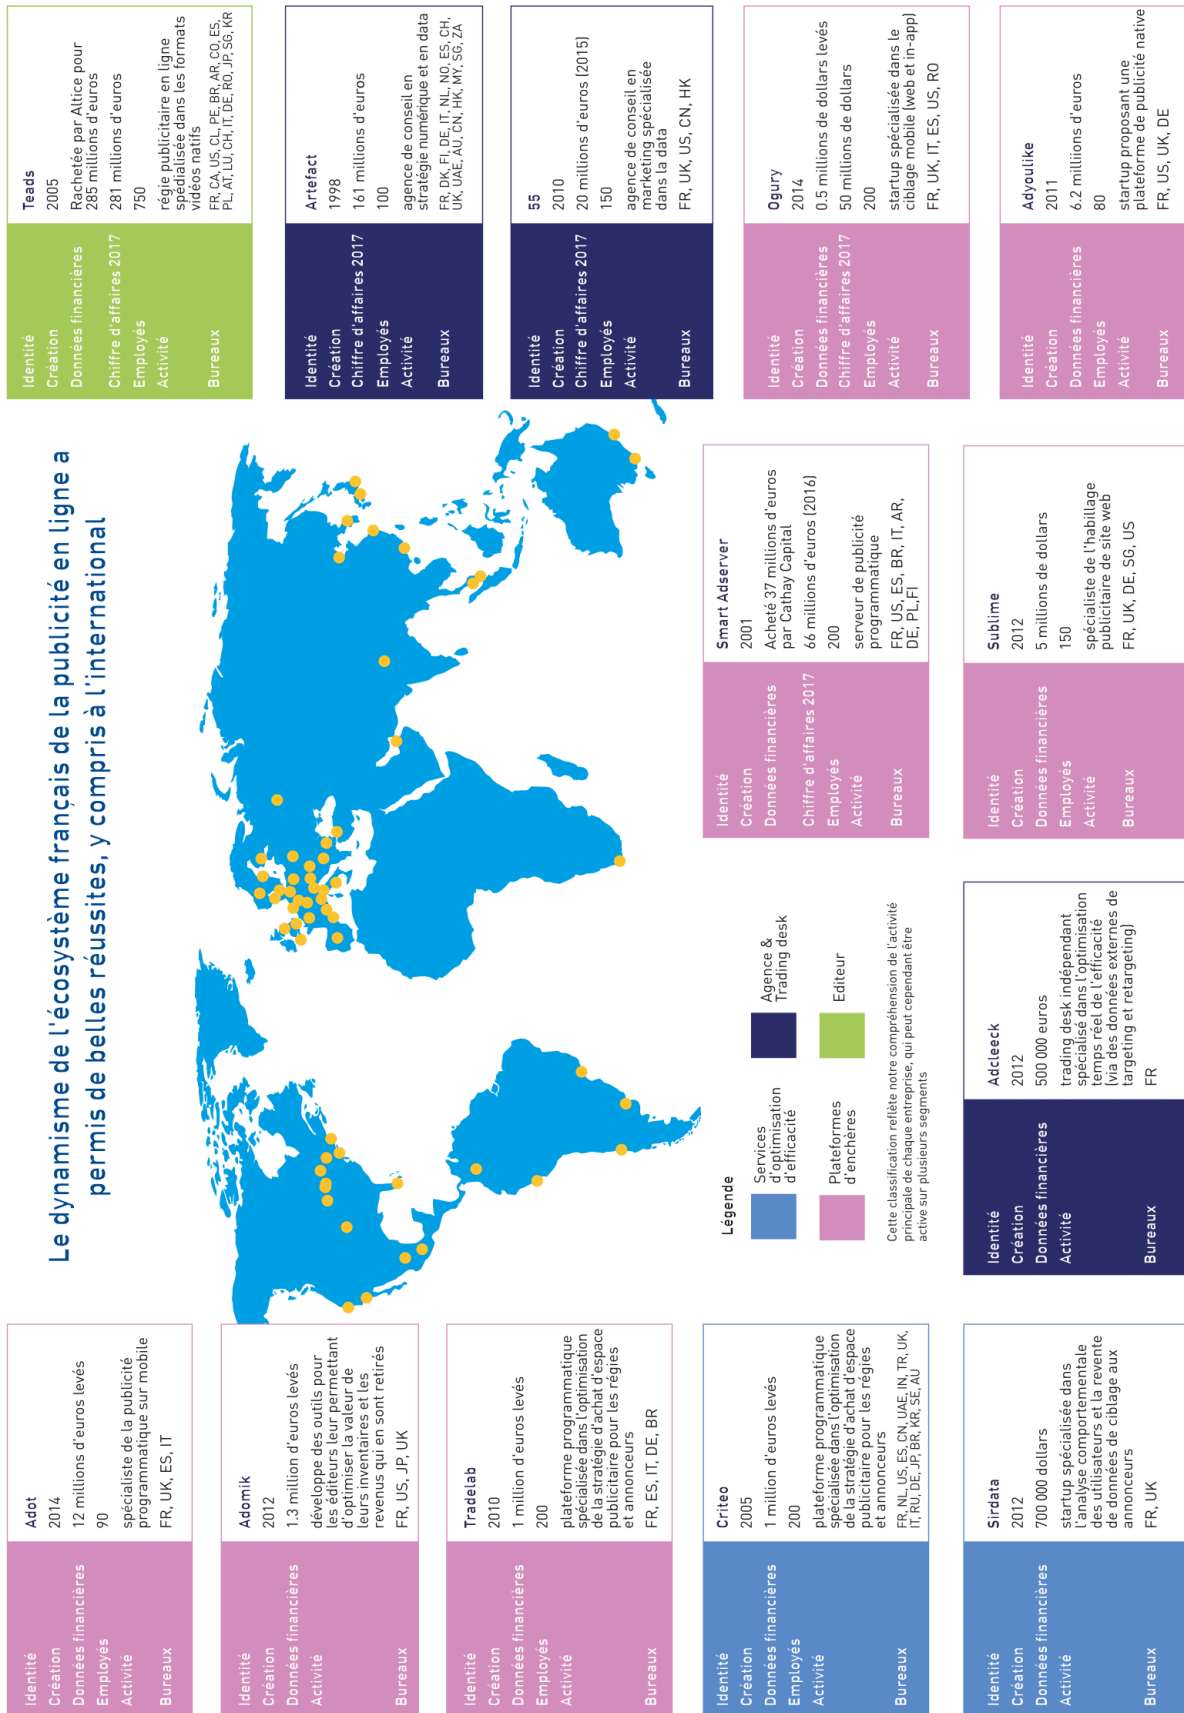 Le dynamisme de l'écosystème français de la publicité en ligne a
permis de belles réussites, y compris à l'international
Identité Adot
Création 2014
Données financières 12 millions d'euros levés
Employés 90
Activité spécialiste de la publicité
programmatique sur mobile
Bureaux FR, UK, ES, IT
Identité Adomik
Création 2012
Données financières 1.3 million d'euros levés
Activité développe des outils pour
les éditeurs leur permettant
d'optimiser la valeur de
leurs inventaires et les
revenus qui en sont retirés
Bureaux FR, US, JP, UK
Identité Tradelab
Création 2010
Données financières 1 million d'euros levés
Employés 200
Activité plateforme programmatique
spécialisée dans l'optimisation
de la stratégie d'achat d'espace
publicitaire pour les régies
et annonceurs
Bureaux FR, ES, IT, DE, BR
Identité Criteo
Création 2005
Données financières 1 million d'euros levés
Employés 200
Activité plateforme programmatique
spécialisée dans l'optimisation
de la stratégie d'achat d'espace
publicitaire pour les régies
et annonceurs
Bureaux FR, NL, US, ES, CN, UAE, IN, TR, UK,
IT, RU, DE, JP, BR, KR, SE, AU
Identité Sirdata
Création 2012
Données financières 700 000 dollars
Activité startup spécialisée dans
l'analyse comportementale
des utilisateurs et la revente
de données de ciblage aux
annonceurs
Bureaux FR, UK
Légende
Services
d'optimisation
d'efficacité
Agence &
Trading desk
Plateformes
d'enchères
Editeur
Cette classification reflète notre compréhension de l'activité
principale de chaque entreprise, qui peut cependant être
active sur plusieurs segments
Identité Adcleeck
Création 2012
Données financières 500 000 euros
Activité trading desk indépendant
spécialisé dans l'optimisation
temps réel de l'efficacité
(via des données externes de
targeting et retargeting)
Bureaux FR
Identité Smart Adserver
Création 2001
Données financières Acheté 37 millions d'euros
par Cathay Capital
Chiffre d'affaires 2017 66 millions d'euros (2016)
Employés 200
Activité serveur de publicité
programmatique
Bureaux FR, US, ES, BR, IT, AR,
DE, PL,FI
Identité Sublime
Création 2012
Données financières 5 millions de dollars
Employés 150
Activité spécialiste de l'habillage
publicitaire de site web
Bureaux FR, UK, DE, SG, US
Identité Teads
Création 2005
Données financières Rachetée par Altice pour
285 millions d'euros
Chiffre d'affaires 2017 281 millions d'euros
Employés 750
Activité régie publicitaire en ligne
spédialisée dans les formats
vidéos natifs
Bureaux FR, CA, US, CL, PE, BR, AR, CO, ES,
PL, AT, LU, CH, IT, DE, RO, JP, SG, KR
Identité Artefact
Création 1998
Chiffre d'affaires 2017 161 millions d'euros
Employés 100
Activité agence de conseil en
stratégie numérique et en data
Bureaux FR, DK, FI, DE, IT, NL, NO, ES, CH,
UK, UAE, AU, CN, HK, MY, SG, ZA
Identité 55
Création 2010
Chiffre d'affaires 2017 20 millions d'euros (2015)
Employés 150
Activité agence de conseil en
marketing spécialisée
dans la data
Bureaux FR, UK, US, CN, HK
Identité Ogury
Création 2014
Données financières 0.5 millions de dollars levés
Chiffre d'affaires 2017 50 millions de dollars
Employés 200
Activité startup spécialisée dans le
ciblage mobile (web et in-app)
Bureaux FR, UK, IT, ES, US, RO
Identité Adyoulike
Création 2011
Données financières 6.2 milliions d'euros
Employés 80
Activité startup proposant une
plateforme de publicité native
Bureaux FR, US, UK, DE